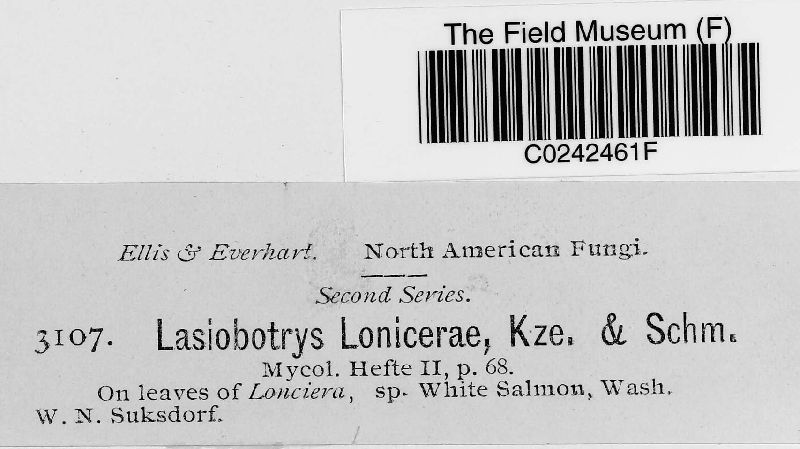 The Field Museum (F)
C0242461F
Ellis & Everhart. North American Fungi.
Second Series.
3107. Lasiobotrys Lonicerae, Kze. & Schm.
Mycol. Hefte II, p. 68.
On leaves of Lonciera, sp. White Salmon, Wash.
W. N. Suksdorf.